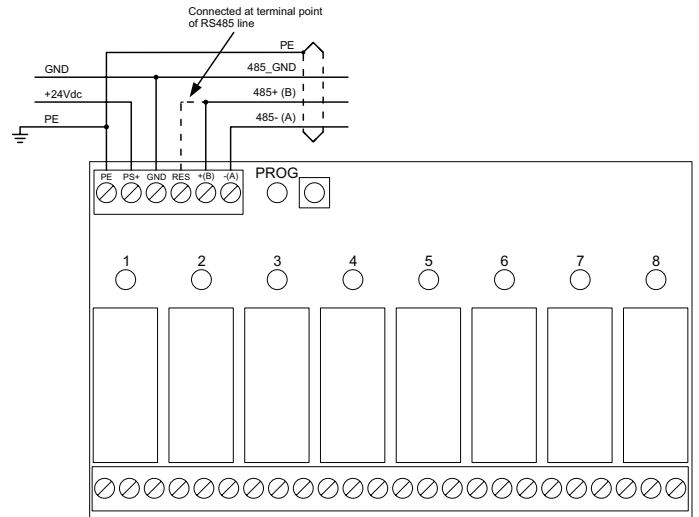 Connected at terminal point
of RS485 line
PE
GND
485_GND
+24Vdc
485+ (B)
PE
485- (A)
PE PS+ GND RES +(B) -(A)
PROG
1 2 3 4 5 6 7 8